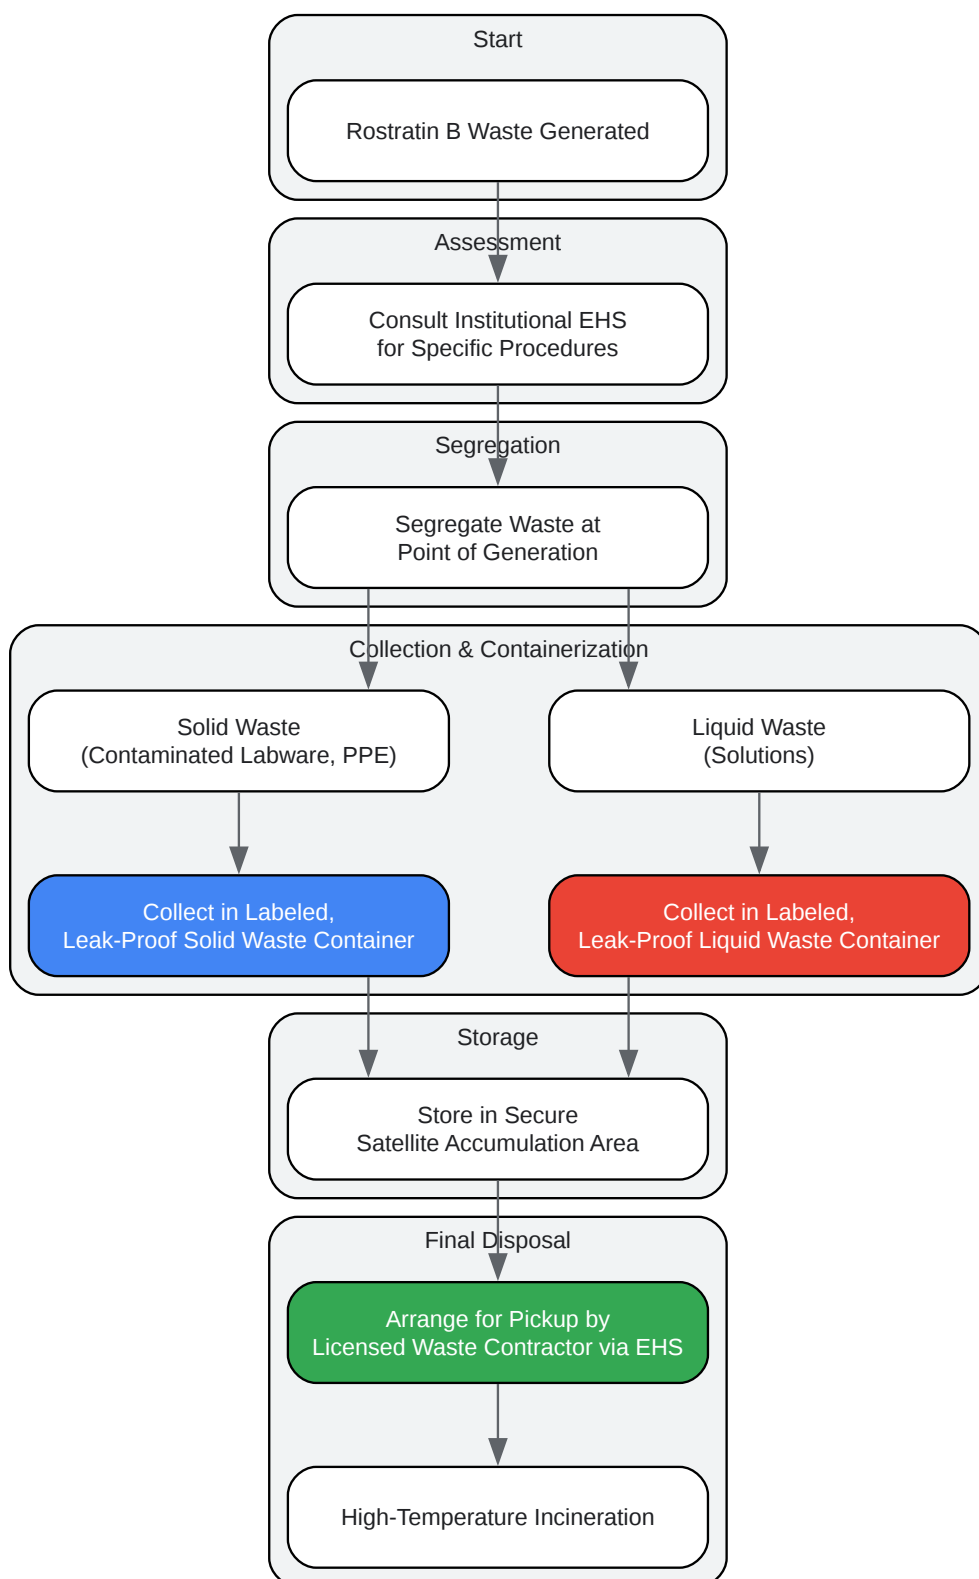 Start
Rostratin B Waste Generated
Assessment
Consult Institutional EHS
for Specific Procedures
Segregation
Segregate Waste at
Point of Generation
Collection & Containerization
Solid Waste
(Contaminated Labware, PPE)
Liquid Waste
(Solutions)
Collect in Labeled,
Leak-Proof Solid Waste Container
Collect in Labeled,
Leak-Proof Liquid Waste Container
Storage
Store in Secure
Satellite Accumulation Area
Final Disposal
Arrange for Pickup by
Licensed Waste Contractor via EHS
High-Temperature Incineration